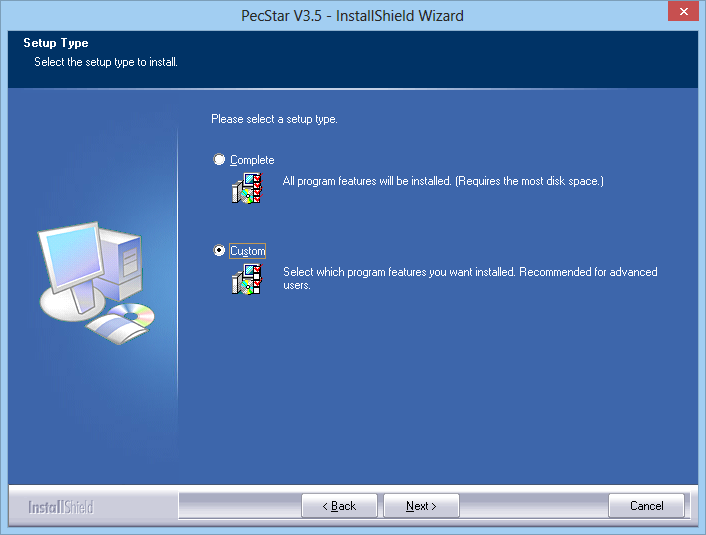 PecStar V3.5 - InstallShield Wizard
Setup Type
Select the setup type to install.
Please select a setup type.
Complete
All program features will be installed. (Requires the most disk space.)
Custom
Select which program features you want installed. Recommended for advanced
users.
InstallShield
< Back
Next >
Cancel